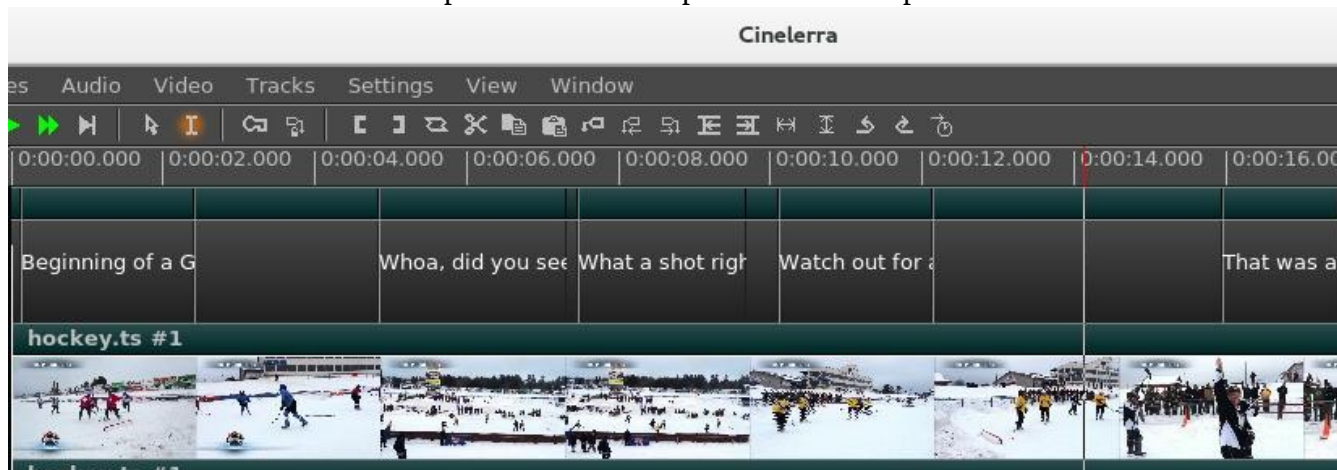 Cinelerra
es Audio Video Tracks Settings View Window
0:00:00.000 0:00:02.000 0:00:04.000 0:00:06.000 0:00:08.000 0:00:10.000 0:00:12.000 0:00:14.000 0:00:16.00
Beginning of a G Whoa, did you see What a shot righ Watch out for a That was a
hockey.ts #1